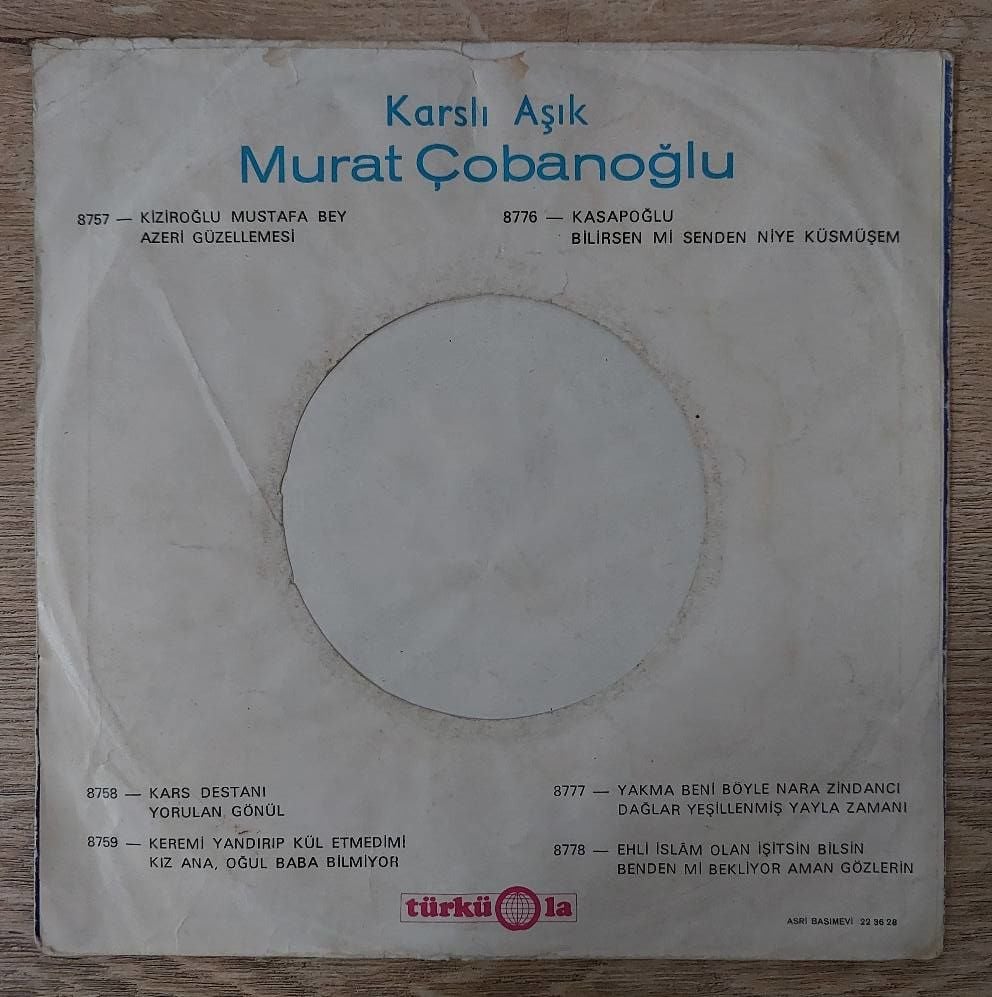 Karslı Aşık
Murat Çobanoğlu
8757 — KİZİROĞLU MUSTAFA BEY
AZERİ GÜZELLEMESİ
8776 — KASAPOĞLU
BİLİRSEN Mİ SENDEN NİYE KÜSMÜŞEM
8758 — KARS DESTANI
YORULAN GÖNÜL
8759 — KEREMİ YANDIRIP KÜL ETMEDİMİ
KIZ ANA, OĞUL BABA BİLMİYOR
8777 — YAKMA BENİ BÖYLE NARA ZİNDANCI
DAĞLAR YEŞİLLENMİŞ YAYLA ZAMANI
8778 — EHLİ İSLÂM OLAN İŞİTSİN BİLSİN
BENDEN Mİ BEKLİYOR AMAN GÖZLERİN
türküola
ASRİ BASIMEVİ 22 36 28